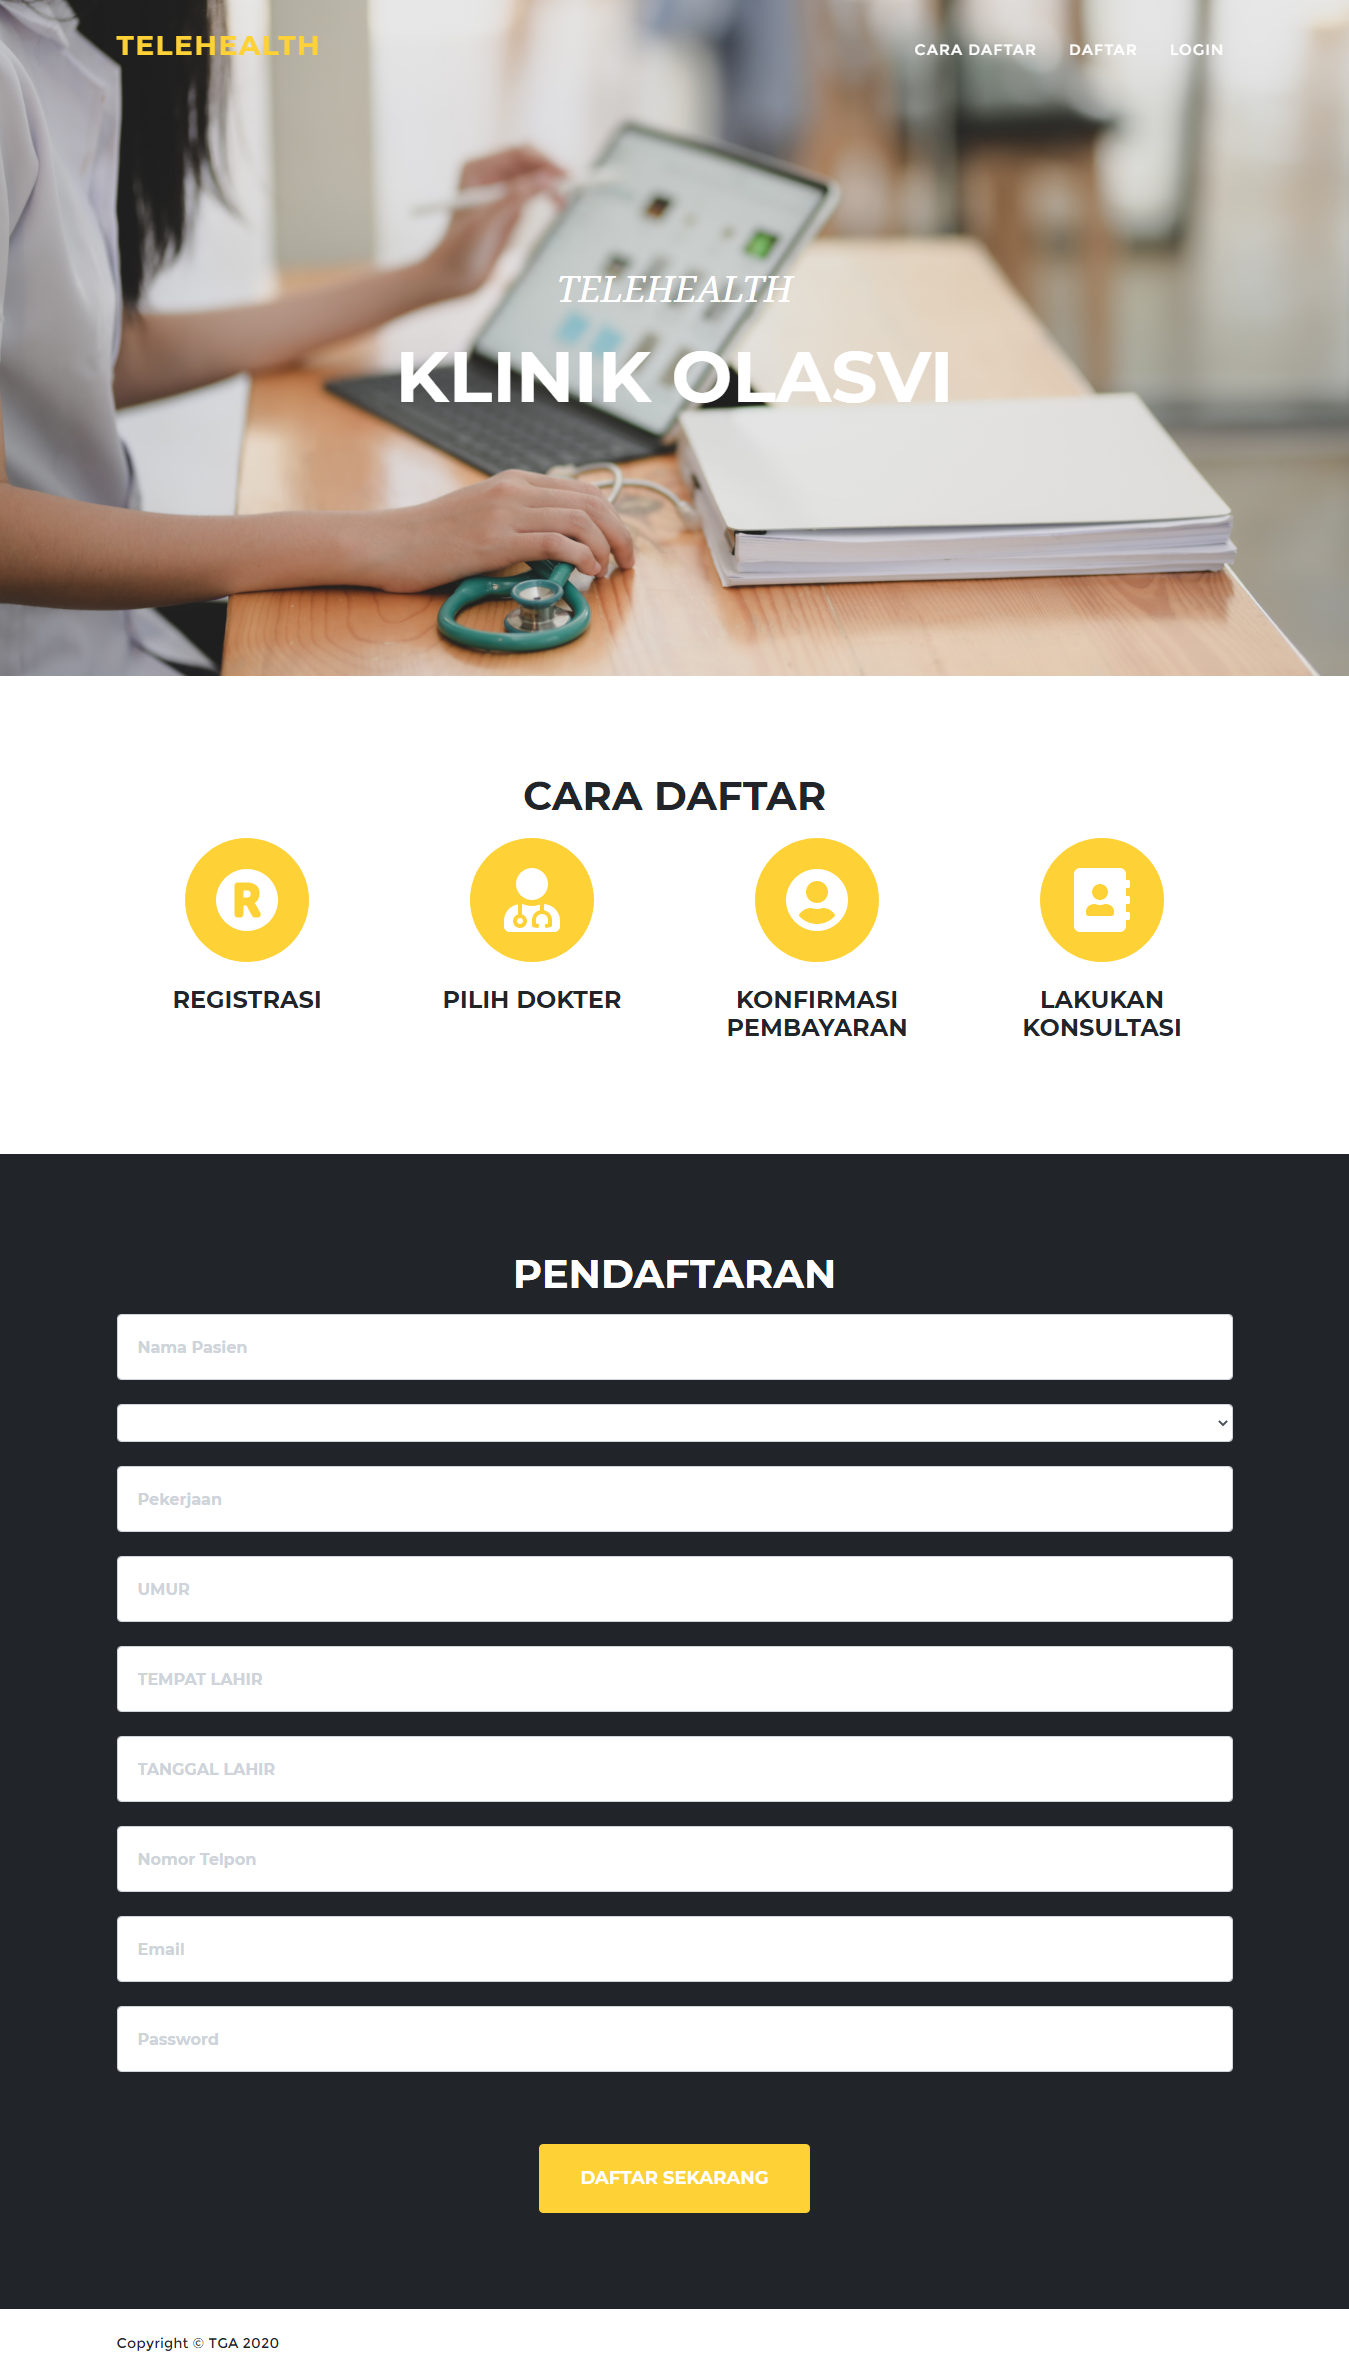 TELEHEALTH
CARA DAFTAR
DAFTAR
LOGIN
TELEHEALTH
KLINIK OLASVI
CARA DAFTAR
R
REGISTRASI
PILIH DOKTER
KONFIRMASI
PEMBAYARAN
LAKUKAN
KONSULTASI
PENDAFTARAN
Nama Pasien
Pekerjaan
UMUR
TEMPAT LAHIR
TANGGAL LAHIR
Nomor Telpon
Email
Password
DAFTAR SEKARANG
Copyright © TGA 2020